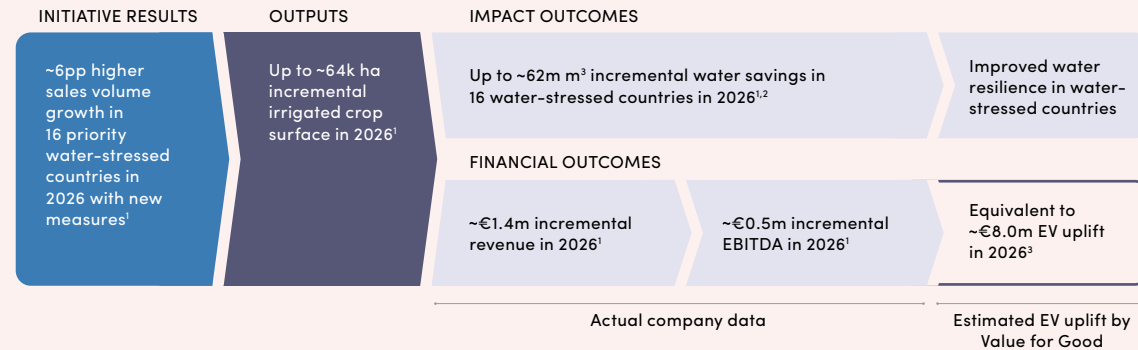 INITIATIVE RESULTS
~6pp higher
sales volume
growth in
16 priority
water-stressed
countries in
2026 with new
measures¹
OUTPUTS
Up to ~64k ha
incremental
irrigated crop
surface in 2026¹
IMPACT OUTCOMES
Up to ~62m m³ incremental water savings in
16 water-stressed countries in 2026¹,²
Improved water
resilience in water-
stressed countries
FINANCIAL OUTCOMES
~€1.4m incremental
revenue in 2026¹
~€0.5m incremental
EBITDA in 2026¹
Equivalent to
~€8.0m EV uplift
in 2026³
Actual company data
Estimated EV uplift by
Value for Good